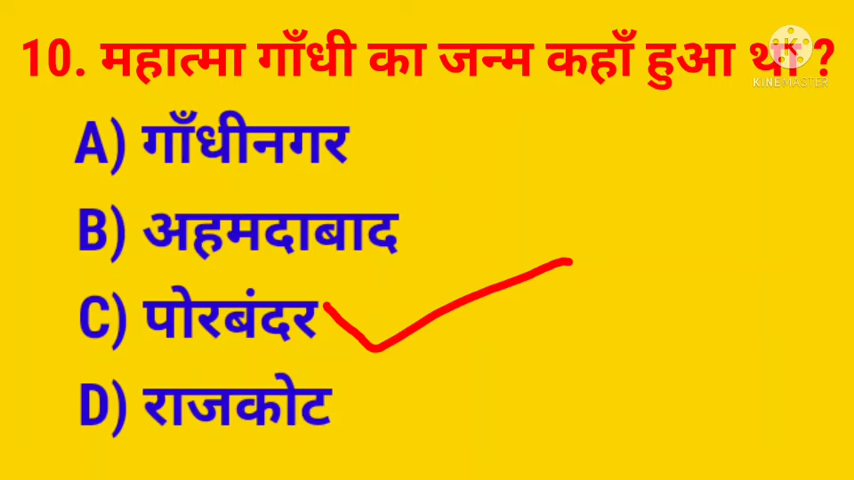 10. महात्मा गाँधी का जन्म कहाँ हुआ था ?
KINEMASTER
A) गाँधीनगर
B) अहमदाबाद
C) पोरबंदर
D) राजकोट